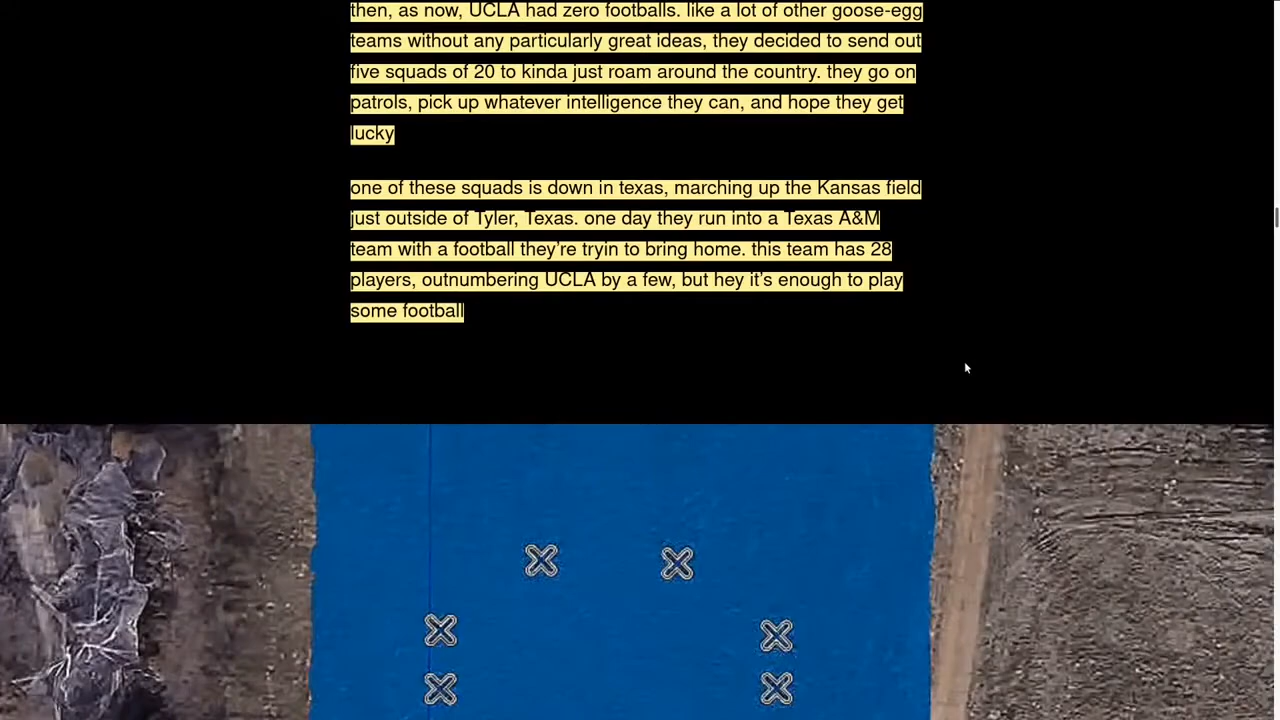 then, as now, UCLA had zero footballs. like a lot of other goose-egg
teams without any particularly great ideas, they decided to send out
five squads of 20 to kinda just roam around the country. they go on
patrols, pick up whatever intelligence they can, and hope they get
lucky
one of these squads is down in texas, marching up the Kansas field
just outside of Tyler, Texas. one day they run into a Texas A&M
team with a football they’re tryin to bring home. this team has 28
players, outnumbering UCLA by a few, but hey it’s enough to play
some football